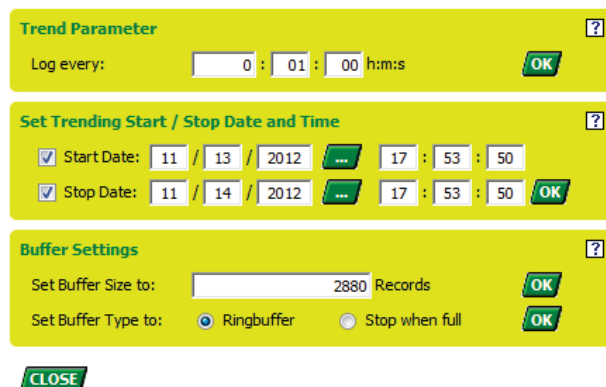 Trend Parameter ?
Log every: 0 : 01 : 00 h:m:s OK
Set Trending Start / Stop Date and Time ?
Start Date: 11 / 13 / 2012 ... 17 : 53 : 50
Stop Date: 11 / 14 / 2012 ... 17 : 53 : 50 OK
Buffer Settings ?
Set Buffer Size to: 2880 Records OK
Set Buffer Type to: Ringbuffer Stop when full OK
CLOSE